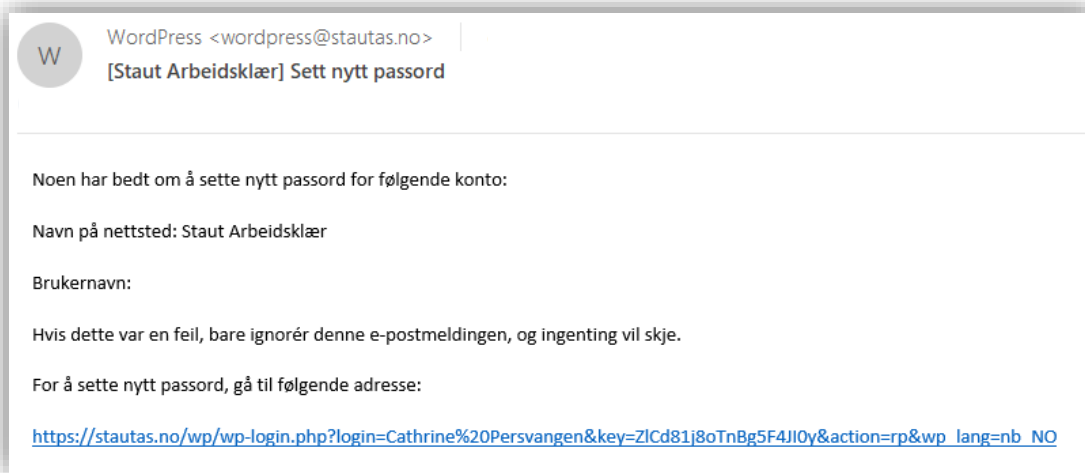 W
WordPress <wordpress@stautas.no>
[Staut Arbeidsklær] Sett nytt passord
Noen har bedt om å sette nytt passord for følgende konto:
Navn på nettsted: Staut Arbeidsklær
Brukernavn:
Hvis dette var en feil, bare ignorér denne e-postmeldingen, og ingenting vil skje.
For å sette nytt passord, gå til følgende adresse:
https://stautas.no/wp/wp-login.php?login=Cathrine%20Persvangen&key=ZlCd81j8oTnBg5F4JI0y&action=rp&wp_lang=nb_NO